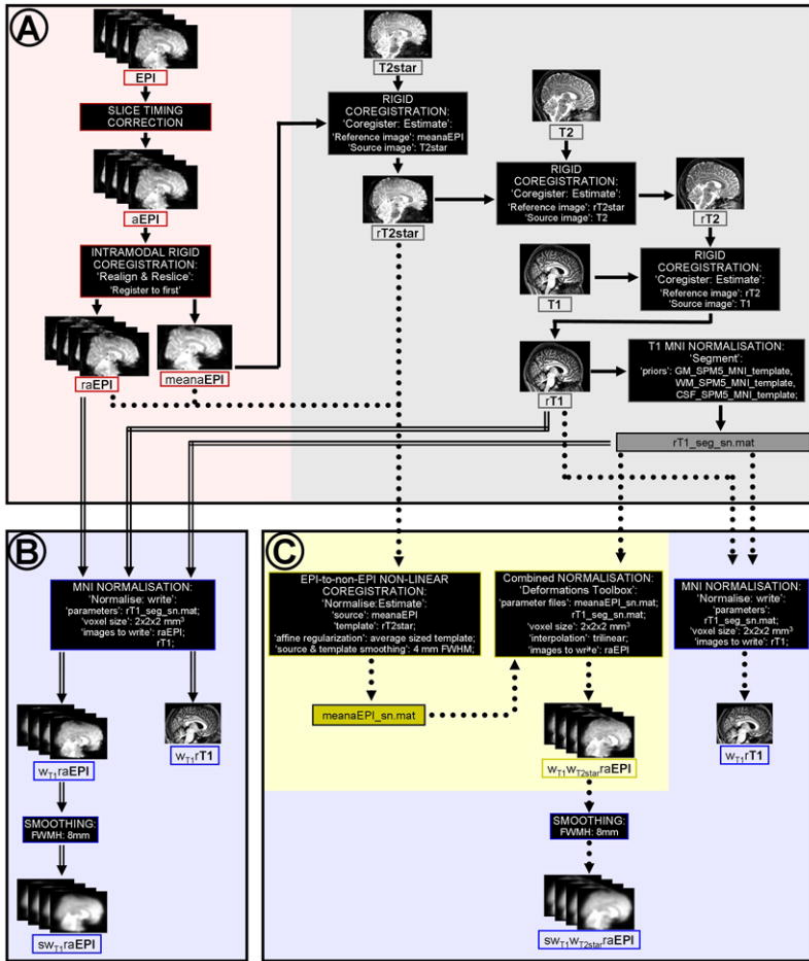 A
EPI
SLICE TIMING
CORRECTION
aEPI
INTRAMODAL RIGID
COREGISTRATION:
'Realign & Reslice':
'Register to first'
raEPI
meanaEPI
T2star
RIGID
COREGISTRATION:
'Coregister: Estimate'
'Reference image': meanaEPI
'Source image': T2star
rT2star
T2
RIGID
COREGISTRATION:
'Coregister: Estimate'
'Reference image': rT2star
'Source image': T2
rT2
T1
RIGID
COREGISTRATION:
'Coregister: Estimate'
'Reference image': rT2
'Source image': T1
rT1
T1 MNI NORMALISATION:
'Segment'
'priors': GM_SPM5_MNI_template,
WM_SPM5_MNI_template,
CSF_SPM5_MNI_template;
rT1_seg_sn.mat
B
MNI NORMALISATION:
'Normalise: write'
'parameters': rT1_seg_sn.mat;
'voxel size': 2x2x2 mm³
'images to write': raEPI;
rT1;
wT1raEPI
wT1rT1
SMOOTHING:
FWMH: 8mm
swT1raEPI
C
EPI-to-non-EPI NON-LINEAR
COREGISTRATION:
'Normalise:Estimate'
'source': meanaEPI
'template': rT2star;
'affine regularization': average sized template;
'source & template smoothing': 4 mm FWHM;
meanaEPI_sn.mat
Combined NORMALISATION:
'Deformations Toolbox'
'parameter files': meanaEPI_sn.mat;
rT1_seg_sn.mat;
'voxel size': 2x2x2 mm³
'interpolation': trilinear;
'images to write': raEPI
wT1wT2starraEPI
SMOOTHING:
FWMH: 8mm
swT1wT2starraEPI
MNI NORMALISATION:
'Normalise: write'
'parameters':
rT1_seg_sn.mat;
'voxel size': 2x2x2 mm³
'images to write': rT1;
wT1rT1